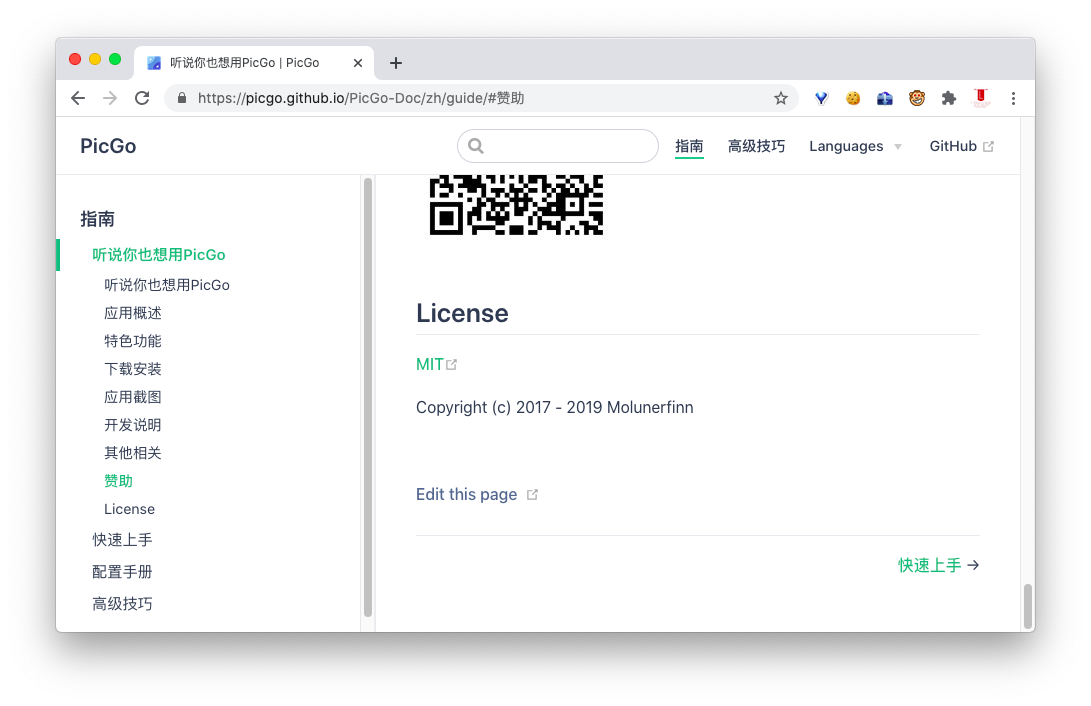 听说你也想用PicGo | PicGo
https://picgo.github.io/PicGo-Doc/zh/guide/#赞助
PicGo
指南
高级技巧
Languages
GitHub
指南
听说你也想用PicGo
听说你也想用PicGo
应用概述
特色功能
下载安装
应用截图
开发说明
其他相关
赞助
License
快速上手
配置手册
高级技巧
License
MIT
Copyright (c) 2017 - 2019 Molunerfinn
Edit this page
快速上手 →